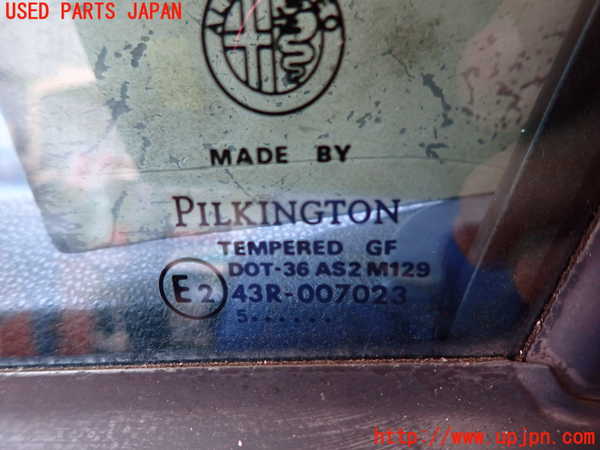 USED PARTS JAPAN
MADE BY
PILKINGTON
TEMPERED GF
DOT-36 AS2 M129
E2 43R-007023
5.......
http://www.upjpn.com/